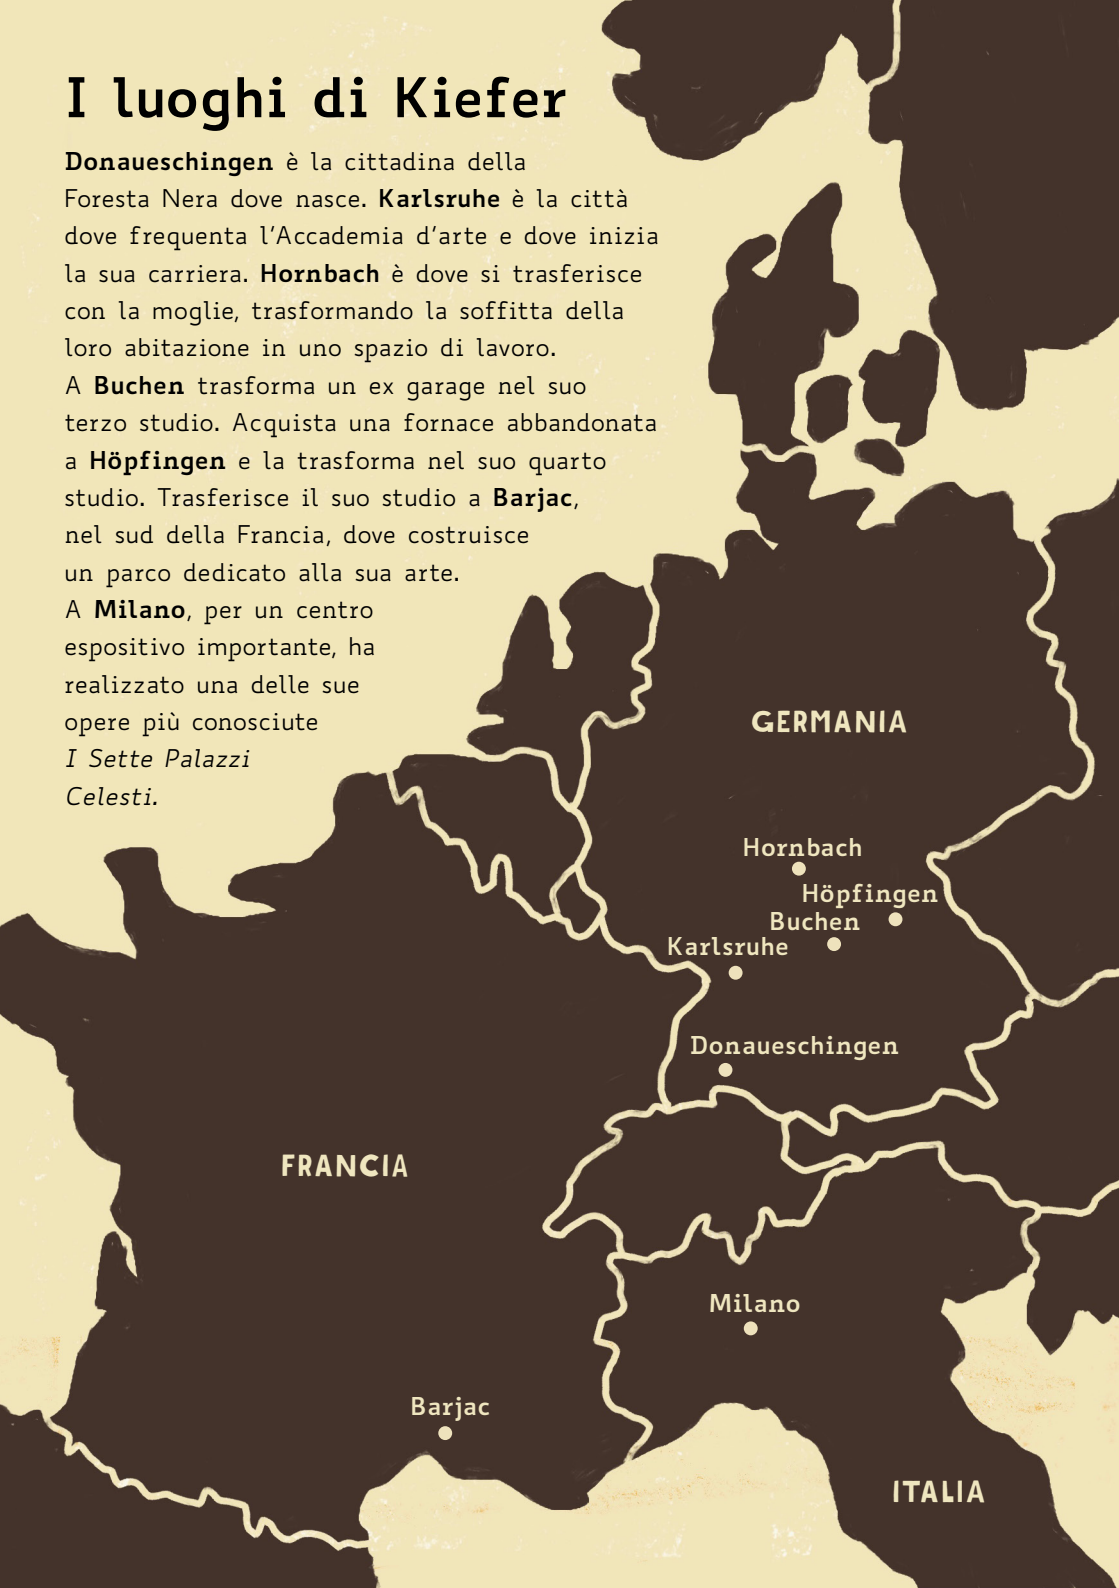 I luoghi di Kiefer
Donaueschingen è la cittadina della
Foresta Nera dove nasce. Karlsruhe è la città
dove frequenta l’Accademia d’arte e dove inizia
la sua carriera. Hornbach è dove si trasferisce
con la moglie, trasformando la soffitta della
loro abitazione in uno spazio di lavoro.
A Buchen trasforma un ex garage nel suo
terzo studio. Acquista una fornace abbandonata
a Höpfingen e la trasforma nel suo quarto
studio. Trasferisce il suo studio a Barjac,
nel sud della Francia, dove costruisce
un parco dedicato alla sua arte.
A Milano, per un centro
espositivo importante, ha
realizzato una delle sue
opere più conosciute
I Sette Palazzi
Celesti.
GERMANIA
Hornbach
Höpfingen
Buchen
Karlsruhe
Donaueschingen
FRANCIA
Milano
Barjac
ITALIA